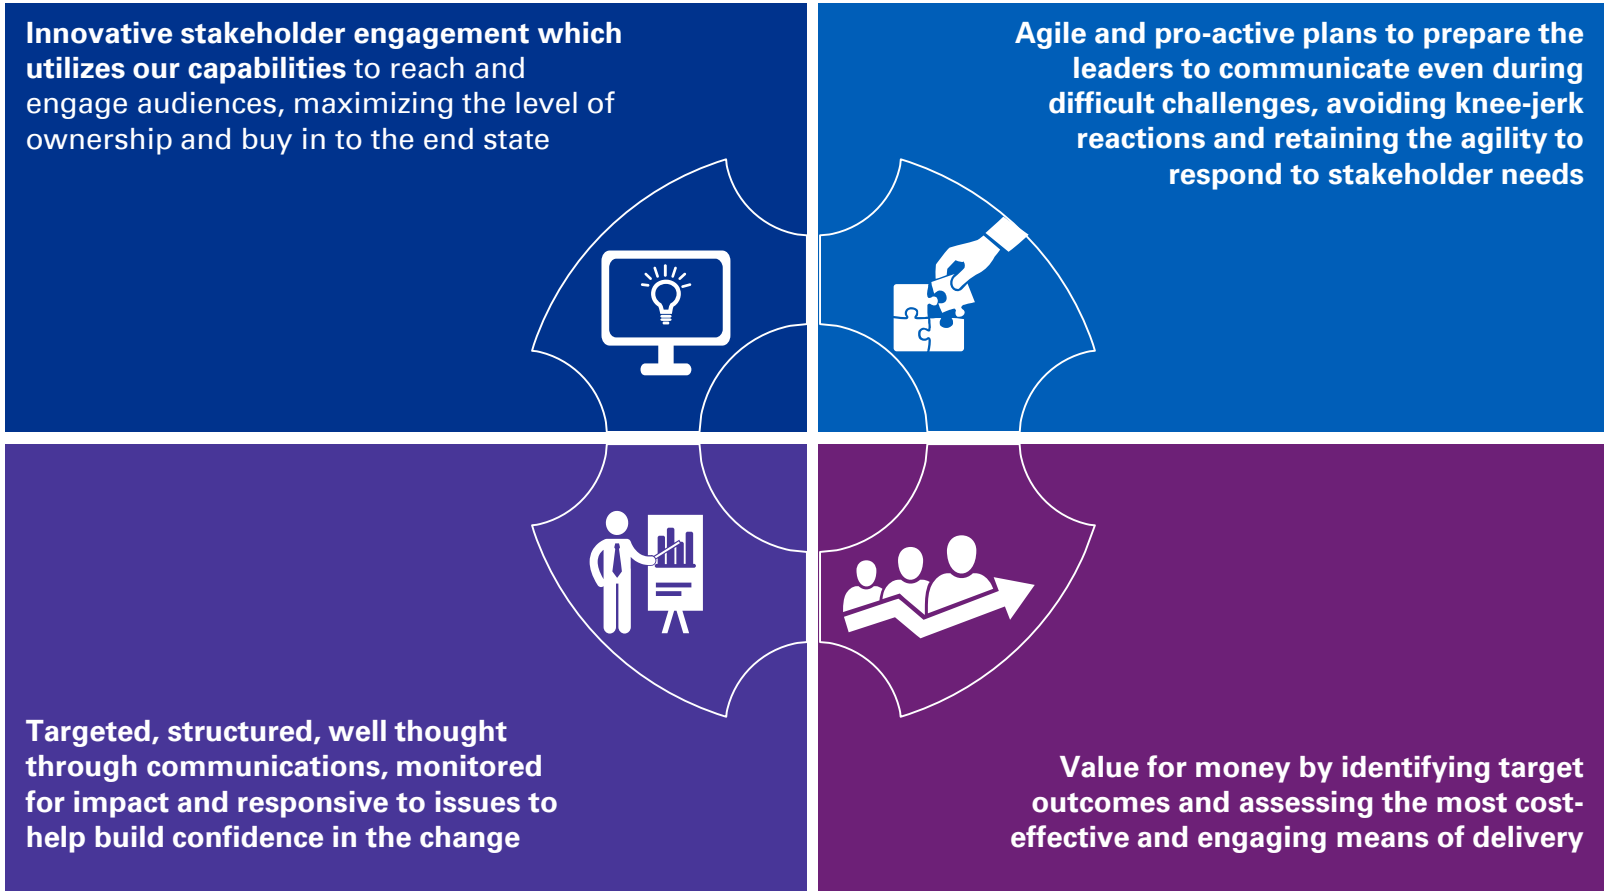 Innovative stakeholder engagement which
utilizes our capabilities to reach and
engage audiences, maximizing the level of
ownership and buy in to the end state
Agile and pro-active plans to prepare the
leaders to communicate even during
difficult challenges, avoiding knee-jerk
reactions and retaining the agility to
respond to stakeholder needs
Targeted, structured, well thought
through communications, monitored
for impact and responsive to issues to
help build confidence in the change
Value for money by identifying target
outcomes and assessing the most cost-
effective and engaging means of delivery